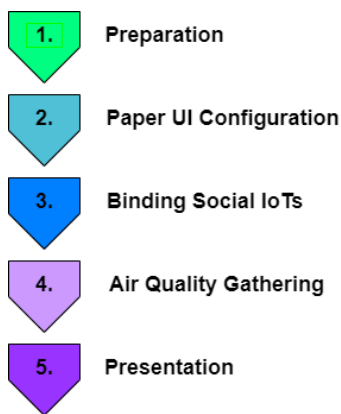 1. Preparation
2. Paper UI Configuration
3. Binding Social IoTs
4. Air Quality Gathering
5. Presentation